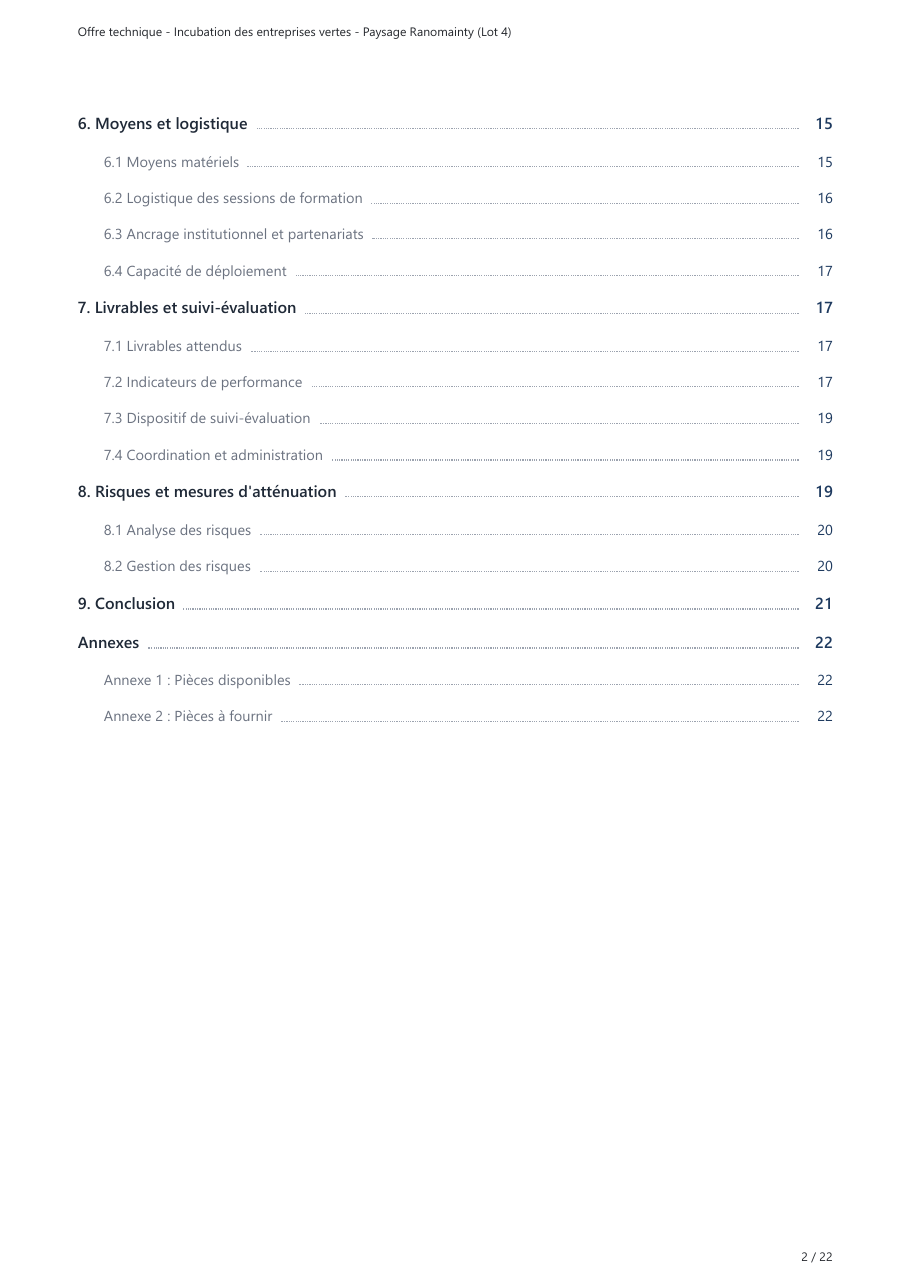 Offre technique - Incubation des entreprises vertes - Paysage Ranomainty (Lot 4)
6. Moyens et logistique 15
6.1 Moyens matériels 15
6.2 Logistique des sessions de formation 16
6.3 Ancrage institutionnel et partenariats 16
6.4 Capacité de déploiement 17
7. Livrables et suivi-évaluation 17
7.1 Livrables attendus 17
7.2 Indicateurs de performance 17
7.3 Dispositif de suivi-évaluation 19
7.4 Coordination et administration 19
8. Risques et mesures d'atténuation 19
8.1 Analyse des risques 20
8.2 Gestion des risques 20
9. Conclusion 21
Annexes 22
Annexe 1 : Pièces disponibles 22
Annexe 2 : Pièces à fournir 22
2 / 22